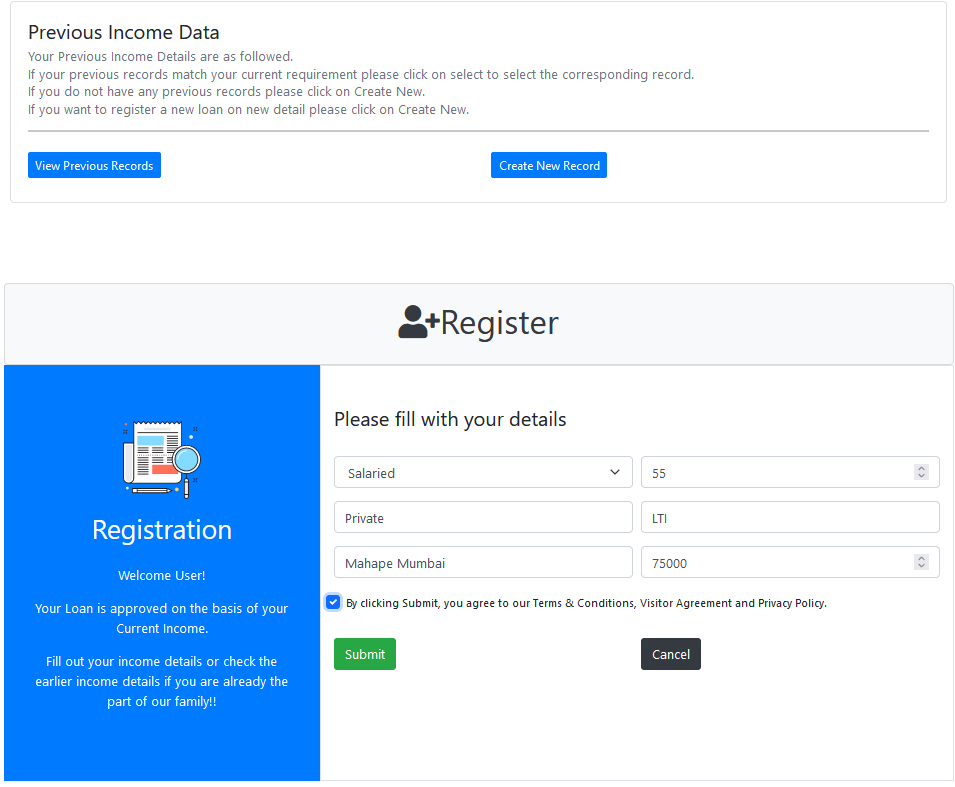 Previous Income Data
Your Previous Income Details are as followed.
If your previous records match your current requirement please click on select to select the corresponding record.
If you do not have any previous records please click on Create New.
If you want to register a new loan on new detail please click on Create New.
View Previous Records
Create New Record
Register
Registration
Welcome User!
Your Loan is approved on the basis of your
Current Income.
Fill out your income details or check the
earlier income details if you are already the
part of our family!!
Please fill with your details
Salaried
55
Private
LTI
Mahape Mumbai
75000
By clicking Submit, you agree to our Terms & Conditions, Visitor Agreement and Privacy Policy.
Submit
Cancel